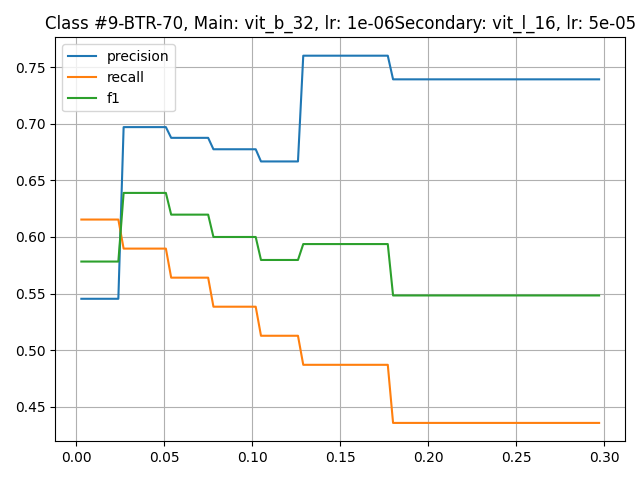 Class #9-BTR-70, Main: vit_b_32, lr: 1e-06Secondary: vit_l_16, lr: 5e-05
precision
recall
f1
0.75
0.70
0.65
0.60
0.55
0.50
0.45
0.00 0.05 0.10 0.15 0.20 0.25 0.30